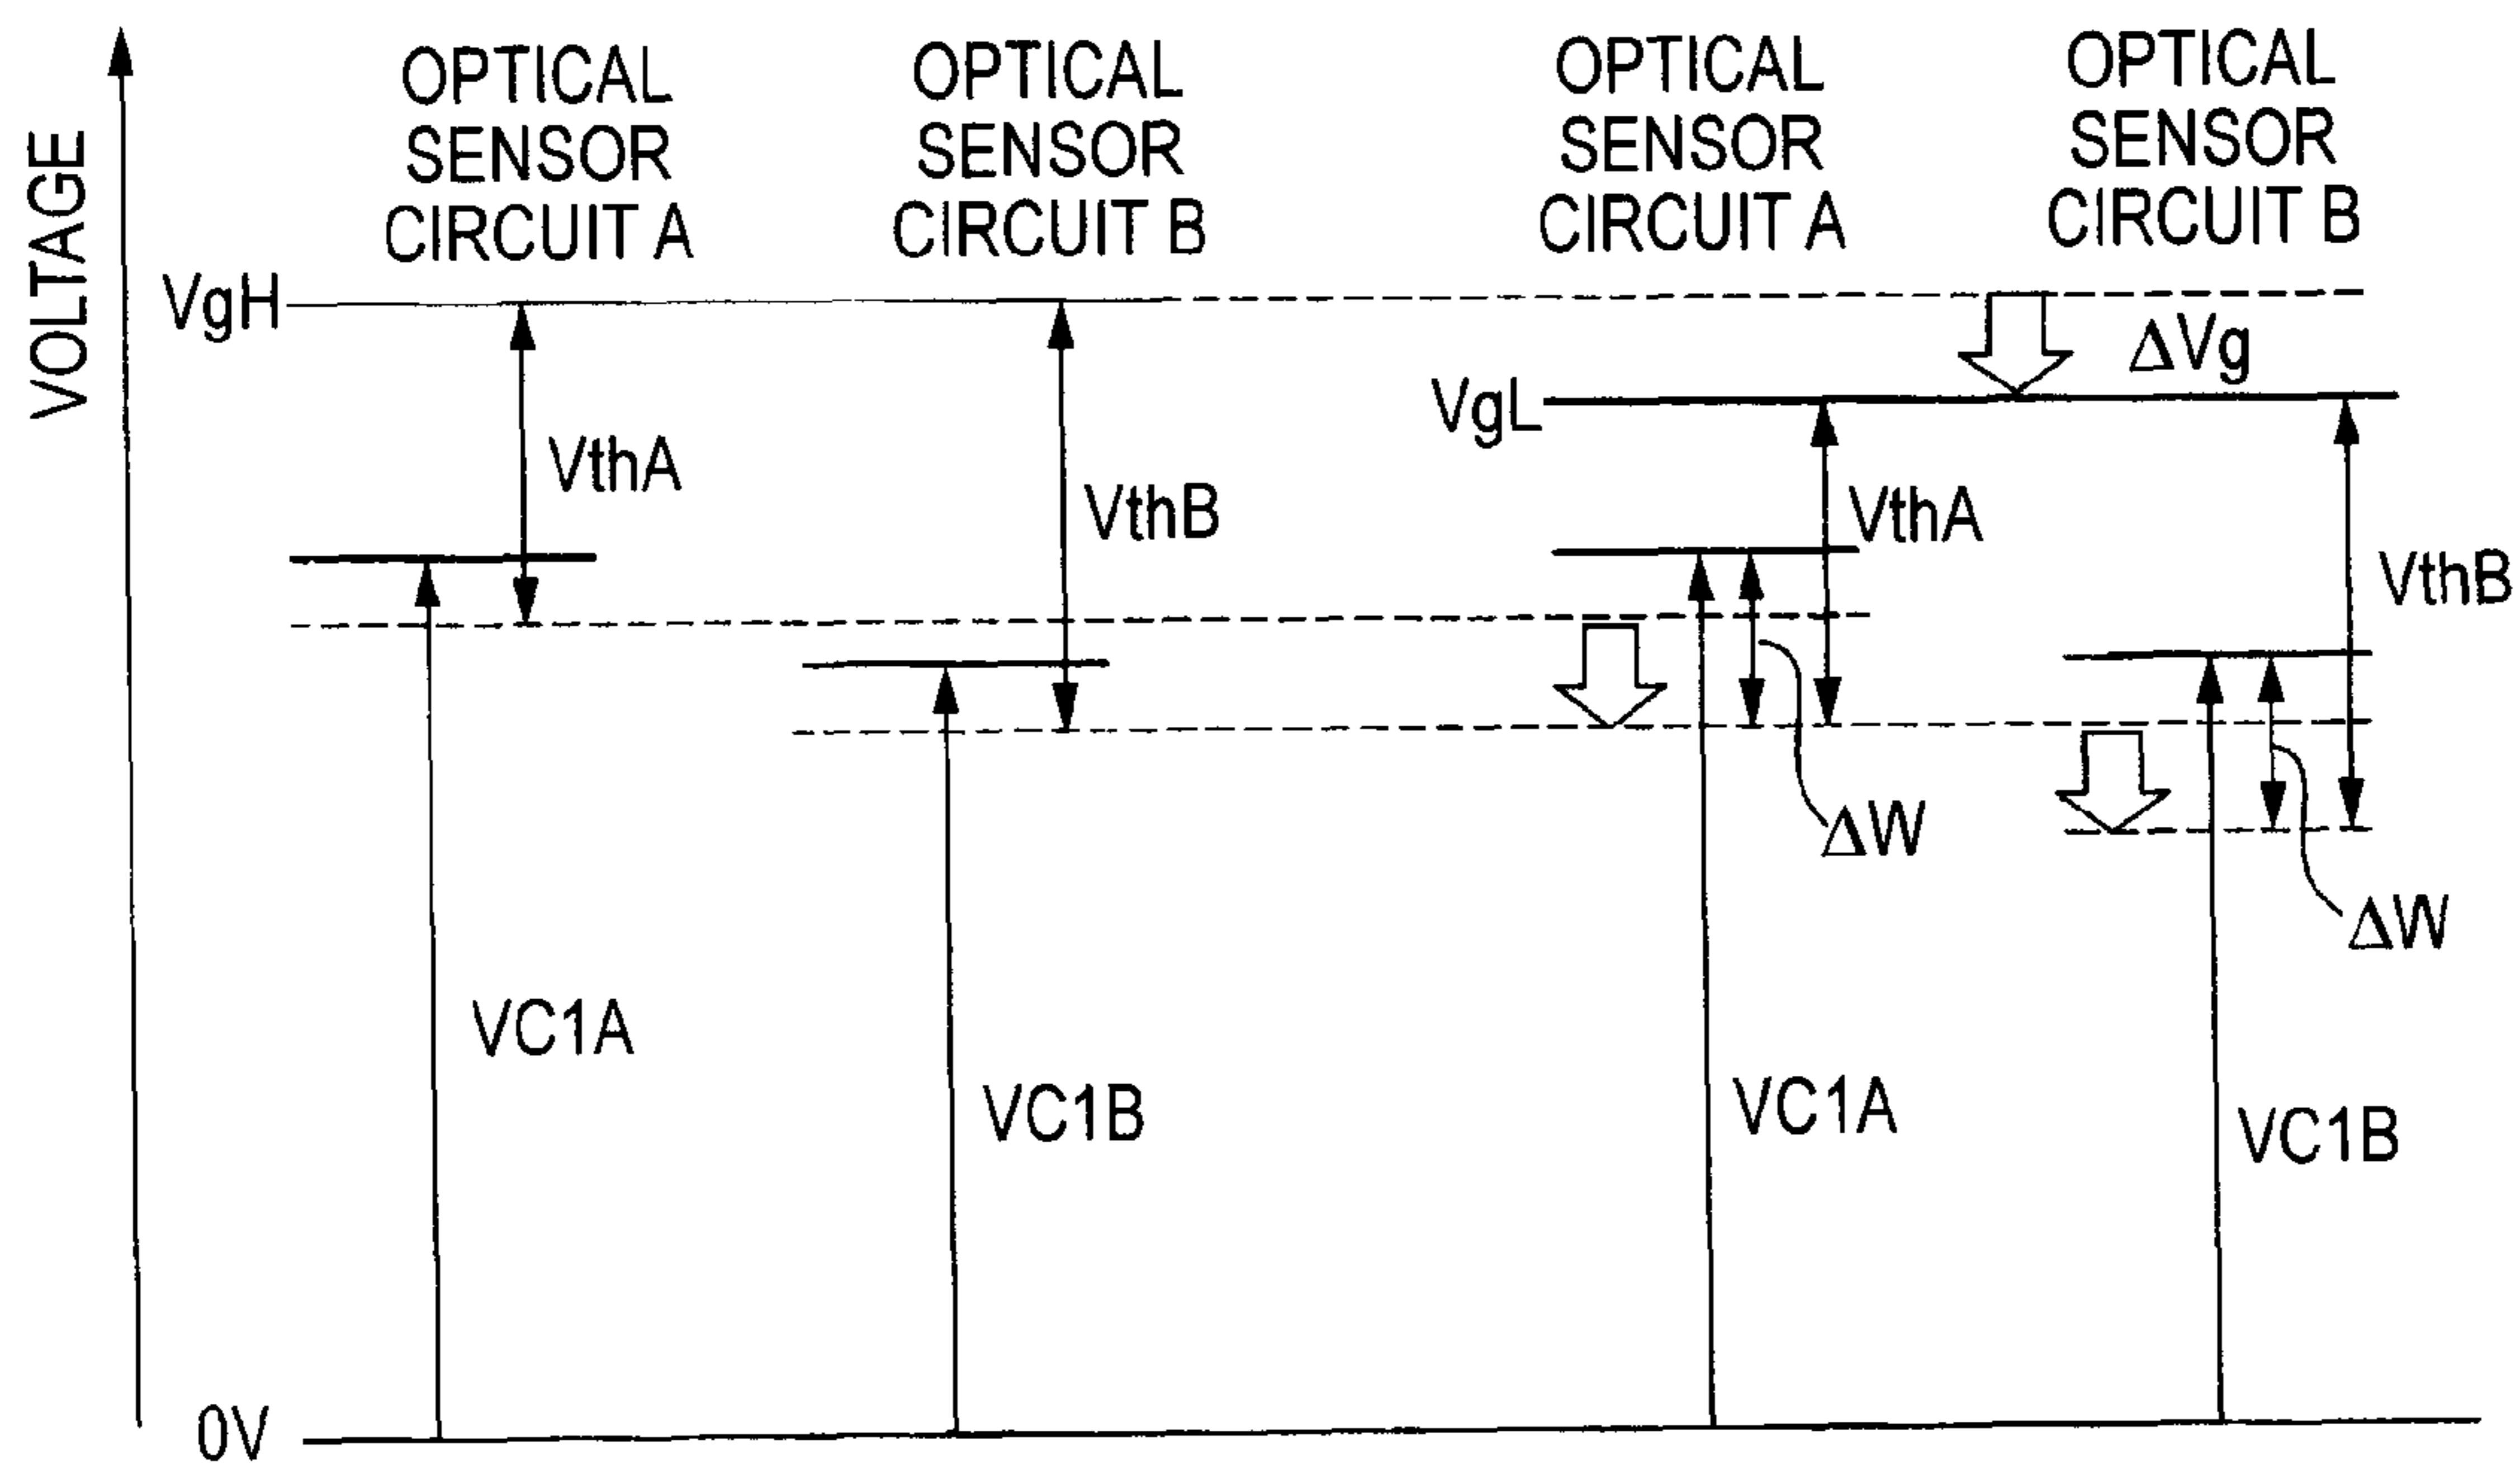 VOLTAGE
OPTICAL
SENSOR
CIRCUIT A
OPTICAL
SENSOR
CIRCUIT B
OPTICAL
SENSOR
CIRCUIT A
OPTICAL
SENSOR
CIRCUIT B
VgH
ΔVg
VgL
VthA
VthB
VthA
VthB
ΔW
ΔW
VC1A
VC1B
VC1A
VC1B
0V